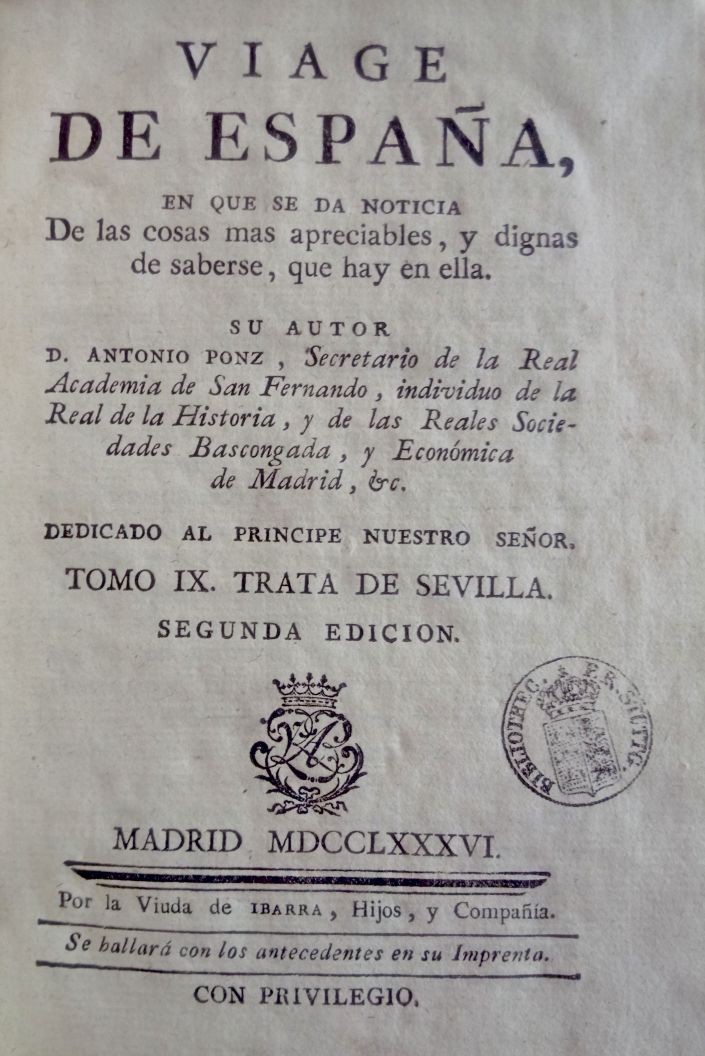 VIAGE
DE ESPAÑA,
EN QUE SE DA NOTICIA
De las cosas mas apreciables, y dignas
de saberse, que hay en ella.
SU AUTOR
D. ANTONIO PONZ, Secretario de la Real
Academia de San Fernando, individuo de la
Real de la Historia, y de las Reales Socie-
dades Bascongada, y Económica
de Madrid, &c.
DEDICADO AL PRINCIPE NUESTRO SEÑOR.
TOMO IX. TRATA DE SEVILLA.
SEGUNDA EDICION.
BIBLIOTHEC. STUTTG.
MADRID MDCCLXXXVI.
Por la Viuda de IBARRA, Hijos, y Compañía.
Se hallará con los antecedentes en su Imprenta.
CON PRIVILEGIO.